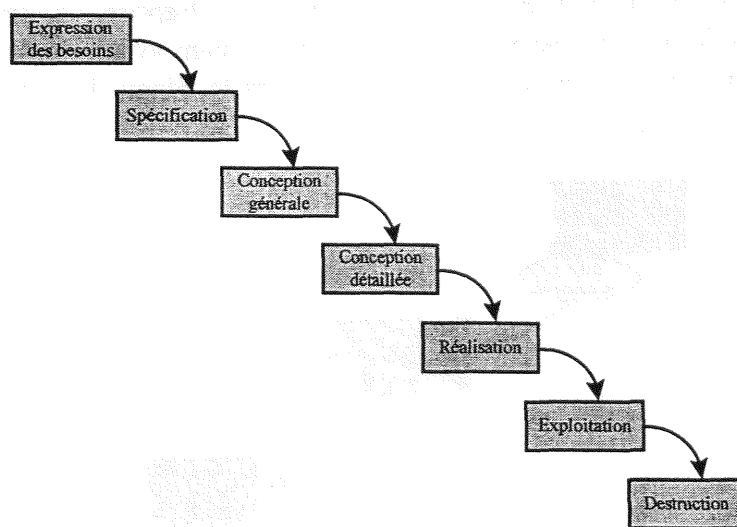 Expression
des besoins
Spécification
Conception
générale
Conception
détaillée
Réalisation
Exploitation
Destruction